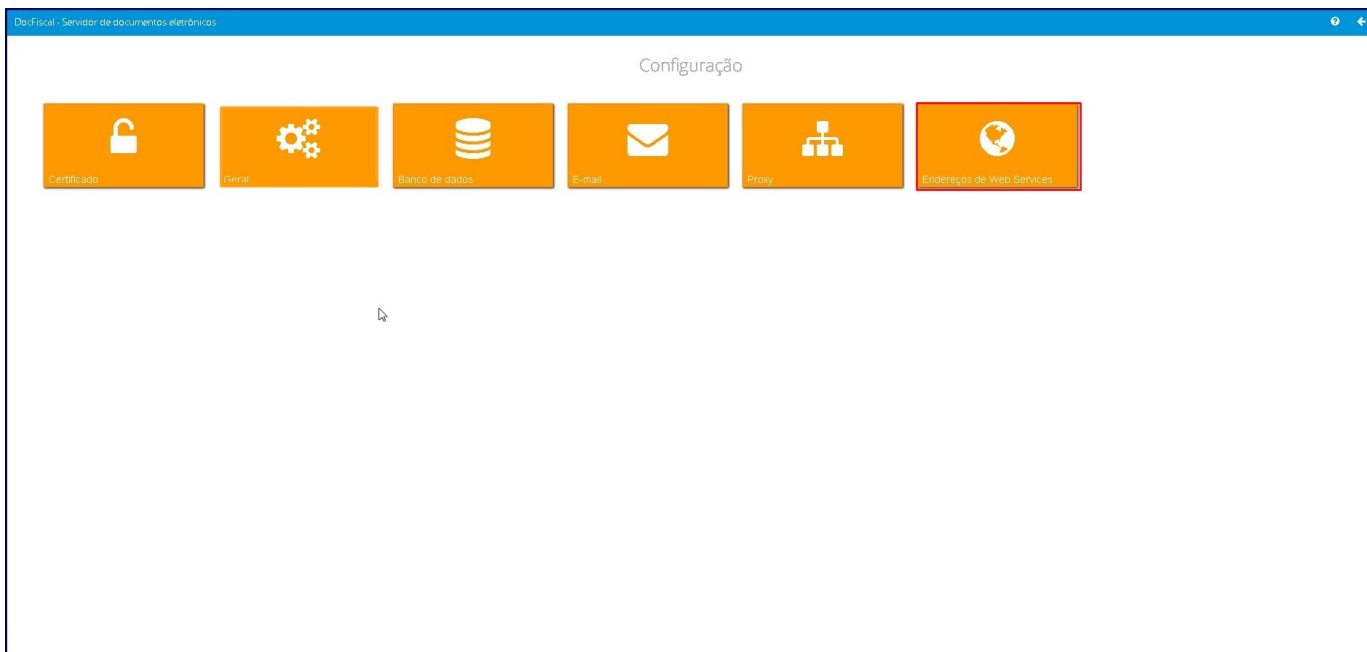 DocFiscal - Servidor de documentos eletrônicos
Configuração
Certificado
Geral
Banco de dados
E-mail
Proxy
Endereços de Web Services